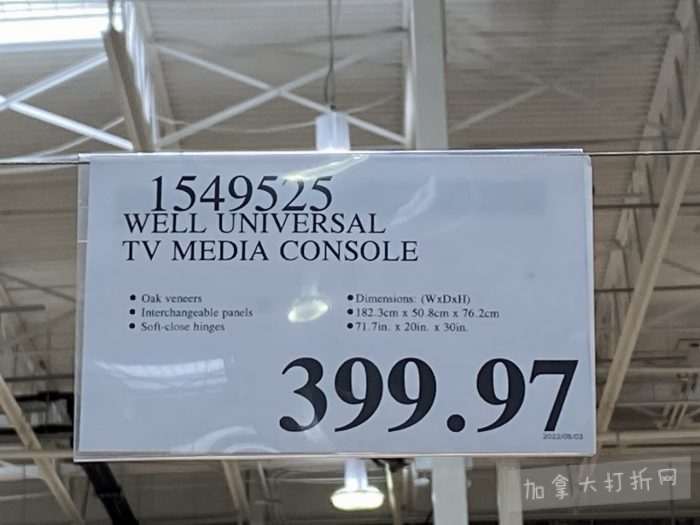 1549525
WELL UNIVERSAL
TV MEDIA CONSOLE
● Oak veneers
● Interchangeable panels
● Soft-close hinges
● Dimensions: (WxDxH)
● 182.3cm x 50.8cm x 76.2cm
● 71.7in. x 20in. x 30in.
399.97
2022/08/03
加拿大打折网